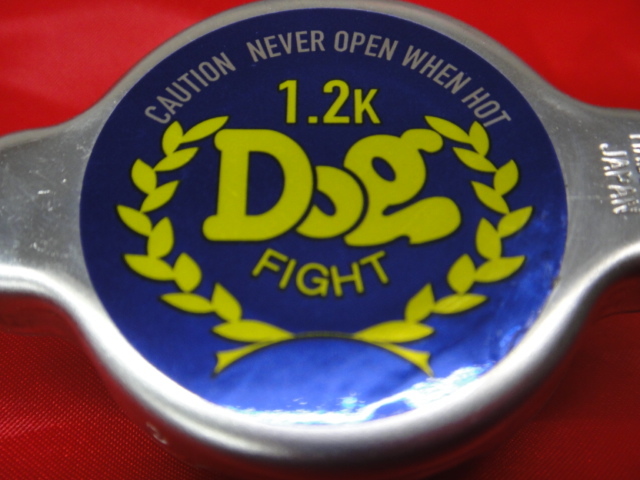 CAUTION NEVER OPEN WHEN HOT
1.2K
Dog
FIGHT
JAPAN